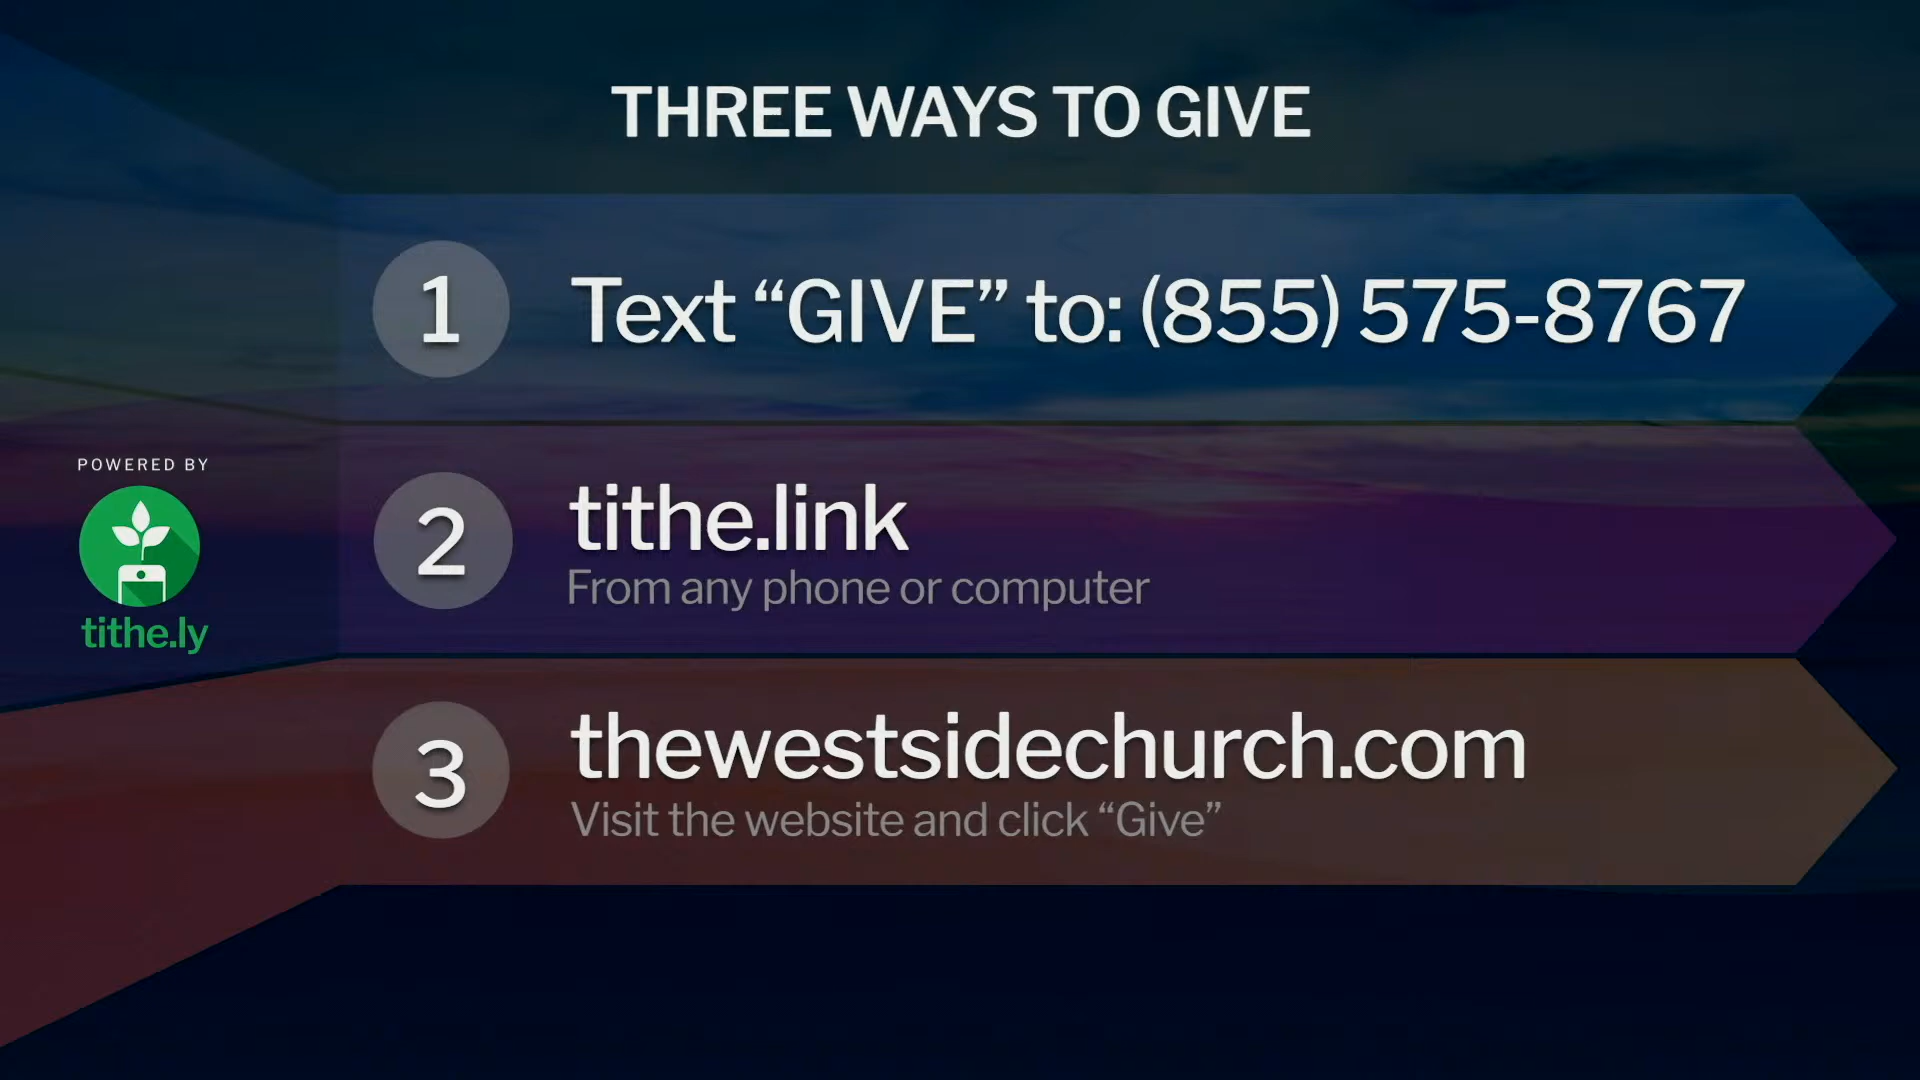 THREE WAYS TO GIVE
1
Text “GIVE” to: (855) 575-8767
POWERED BY
tithe.ly
2
tithe.link
From any phone or computer
3
thewestsidechurch.com
Visit the website and click “Give”